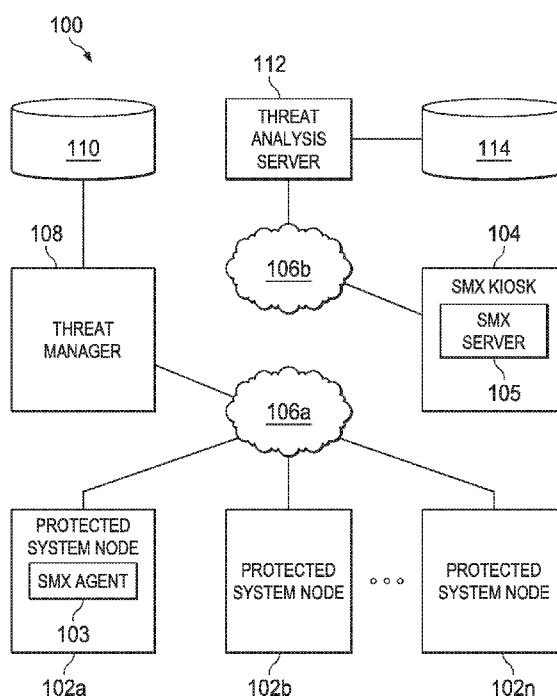 100
112
110
THREAT
ANALYSIS
SERVER
114
108
104
106b
THREAT
MANAGER
SMX KIOSK
SMX
SERVER
105
106a
PROTECTED
SYSTEM NODE
SMX AGENT
103
PROTECTED
SYSTEM NODE
PROTECTED
SYSTEM NODE
102a
102b
102n